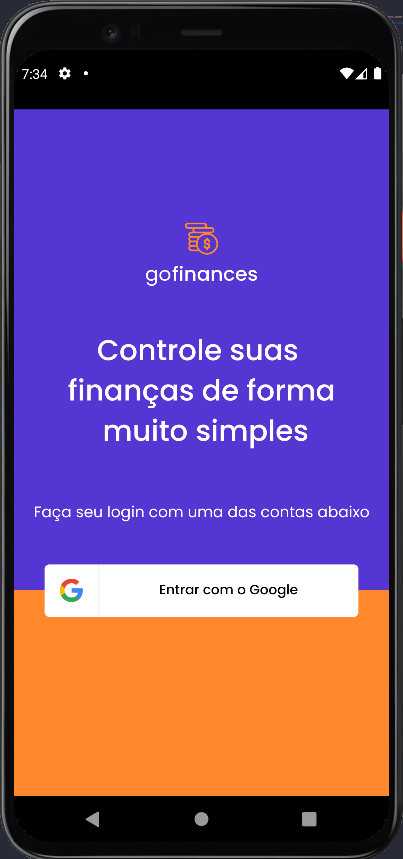 7:34
gofinances
Controle suas
finanças de forma
muito simples
Faça seu login com uma das contas abaixo
Entrar com o Google